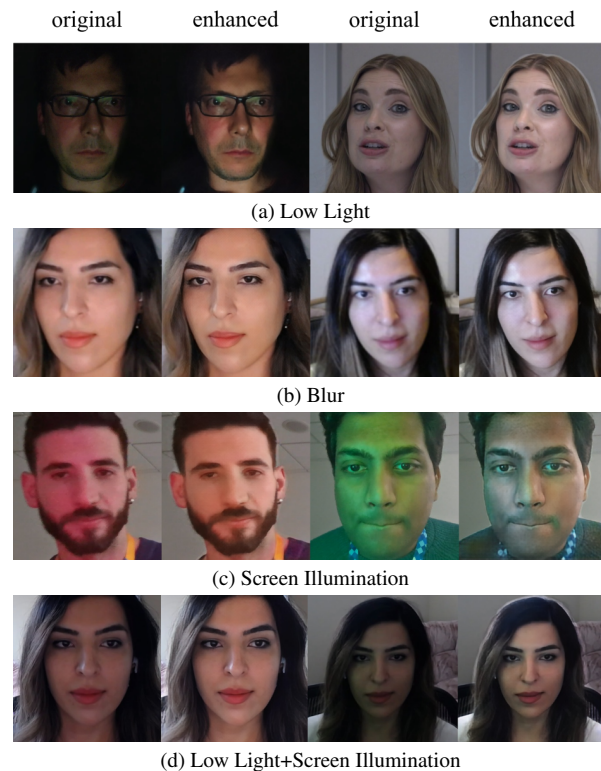 original enhanced original enhanced
(a) Low Light
(b) Blur
(c) Screen Illumination
(d) Low Light+Screen Illumination